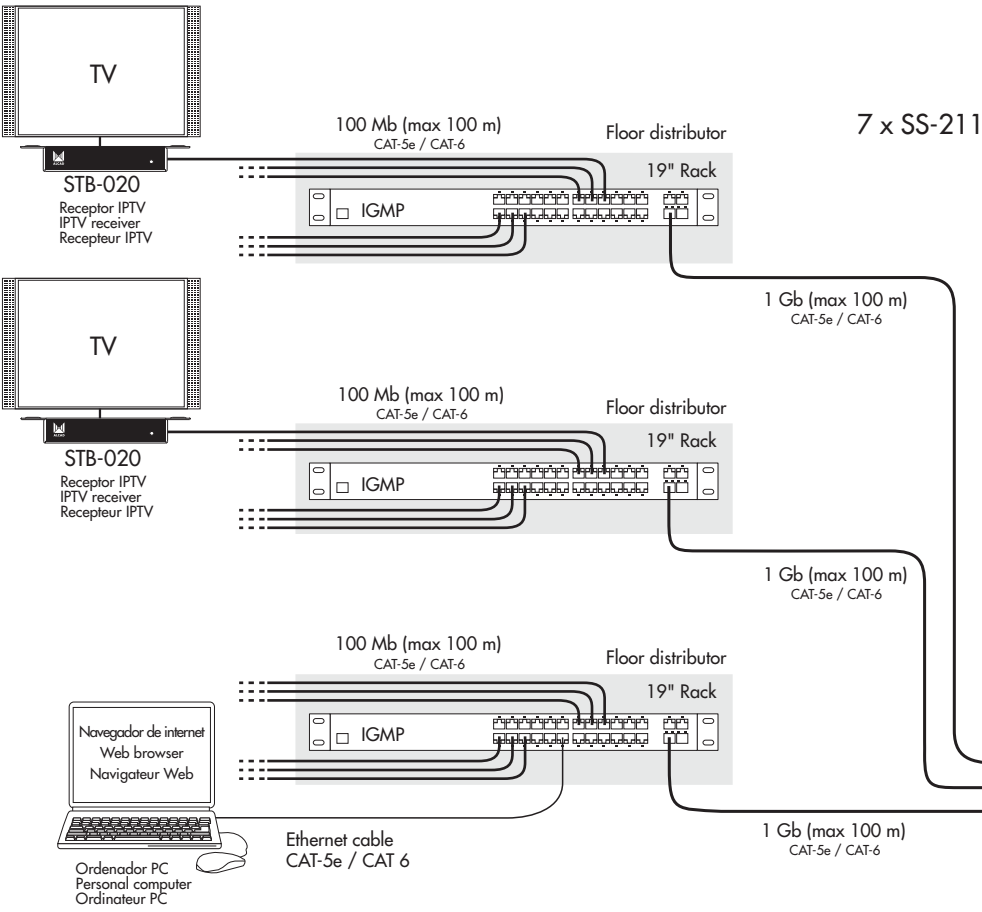 TV
100 Mb (max 100 m)
CAT-5e / CAT-6
Floor distributor
7 x SS-211
19" Rack
ALCAD
STB-020
Receptor IPTV
IPTV receiver
Recepteur IPTV
IGMP
1 Gb (max 100 m)
CAT-5e / CAT-6
TV
100 Mb (max 100 m)
CAT-5e / CAT-6
Floor distributor
19" Rack
ALCAD
STB-020
Receptor IPTV
IPTV receiver
Recepteur IPTV
IGMP
1 Gb (max 100 m)
CAT-5e / CAT-6
100 Mb (max 100 m)
CAT-5e / CAT-6
Floor distributor
19" Rack
IGMP
Navegador de internet
Web browser
Navigateur Web
Ethernet cable
CAT-5e / CAT 6
1 Gb (max 100 m)
CAT-5e / CAT-6
Ordenador PC
Personal computer
Ordinateur PC